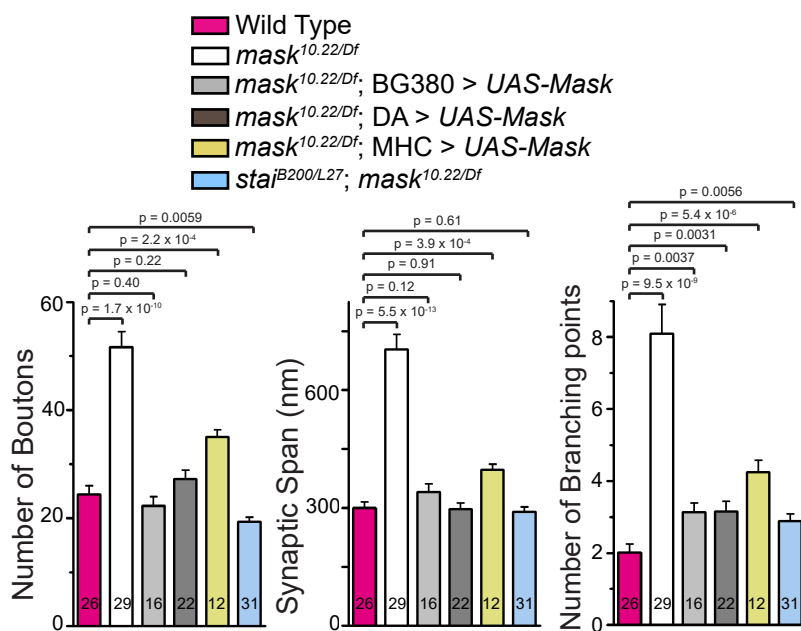 Wild Type
mask10.22/Df
mask10.22/Df; BG380 > UAS-Mask
mask10.22/Df; DA > UAS-Mask
mask10.22/Df; MHC > UAS-Mask
staiB200/L27; mask10.22/Df
p = 0.0059
p = 2.2 x 10-4
p = 0.22
p = 0.40
p = 1.7 x 10-10
60
40
20
0
Number of Boutons
26 29 16 22 12 31
p = 0.61
p = 3.9 x 10-4
p = 0.91
p = 0.12
p = 5.5 x 10-13
600
300
0
Synaptic Span (nm)
26 29 16 22 12 31
p = 0.0056
p = 5.4 x 10-6
p = 0.0031
p = 0.0037
p = 9.5 x 10-9
8
6
4
2
0
Number of Branching points
26 29 16 22 12 31